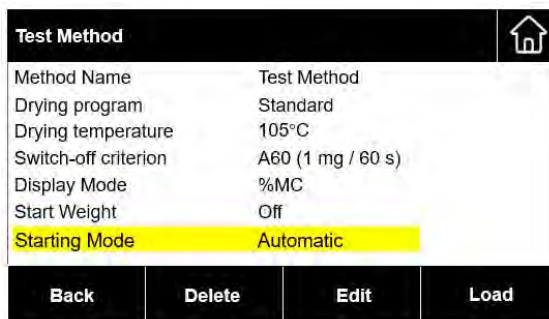 Test Method
Method Name Test Method
Drying program Standard
Drying temperature 105°C
Switch-off criterion A60 (1 mg / 60 s)
Display Mode %MC
Start Weight Off
Starting Mode Automatic
Back Delete Edit Load